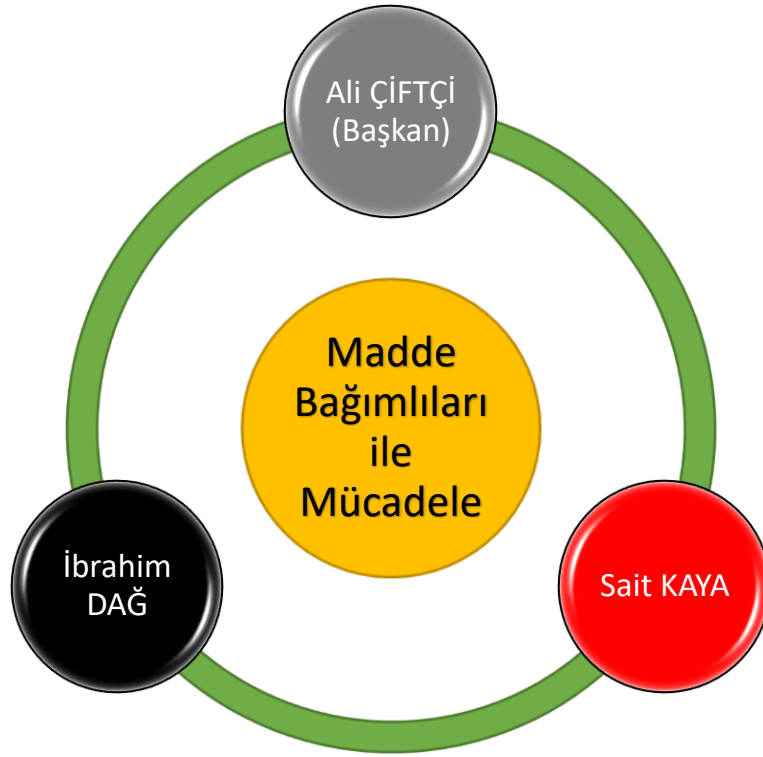 Ali ÇİFTÇİ
(Başkan)
Madde
Bağımlıları
ile
Mücadele
İbrahim
DAĞ
Sait KAYA